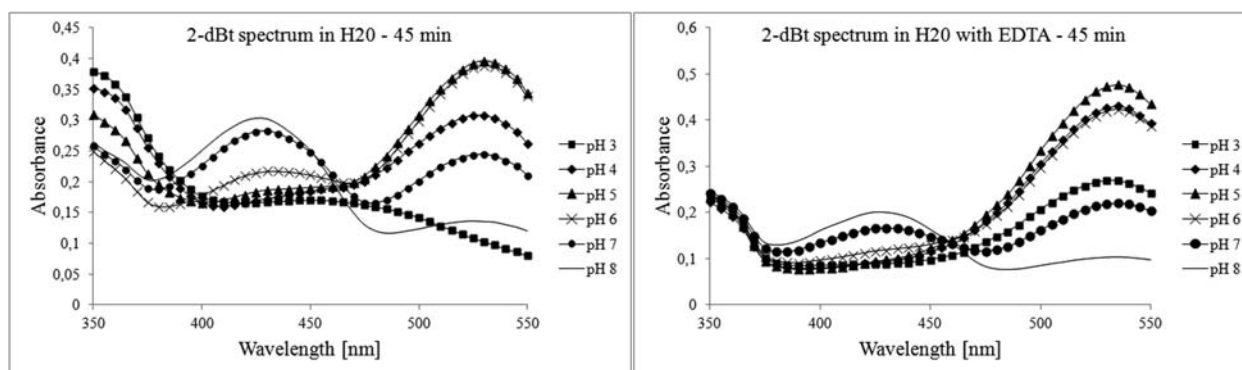 2-dBt spectrum in H20 - 45 min
0,45
0,4
0,35
0,3
0,25
0,2
0,15
0,1
0,05
0
Absorbance
350
400
450
500
550
Wavelength [nm]
pH 3
pH 4
pH 5
pH 6
pH 7
pH 8
2-dBt spectrum in H20 with EDTA - 45 min
0,6
0,5
0,4
0,3
0,2
0,1
0
Absorbance
350
400
450
500
550
Wavelength [nm]
pH 3
pH 4
pH 5
pH 6
pH 7
pH 8